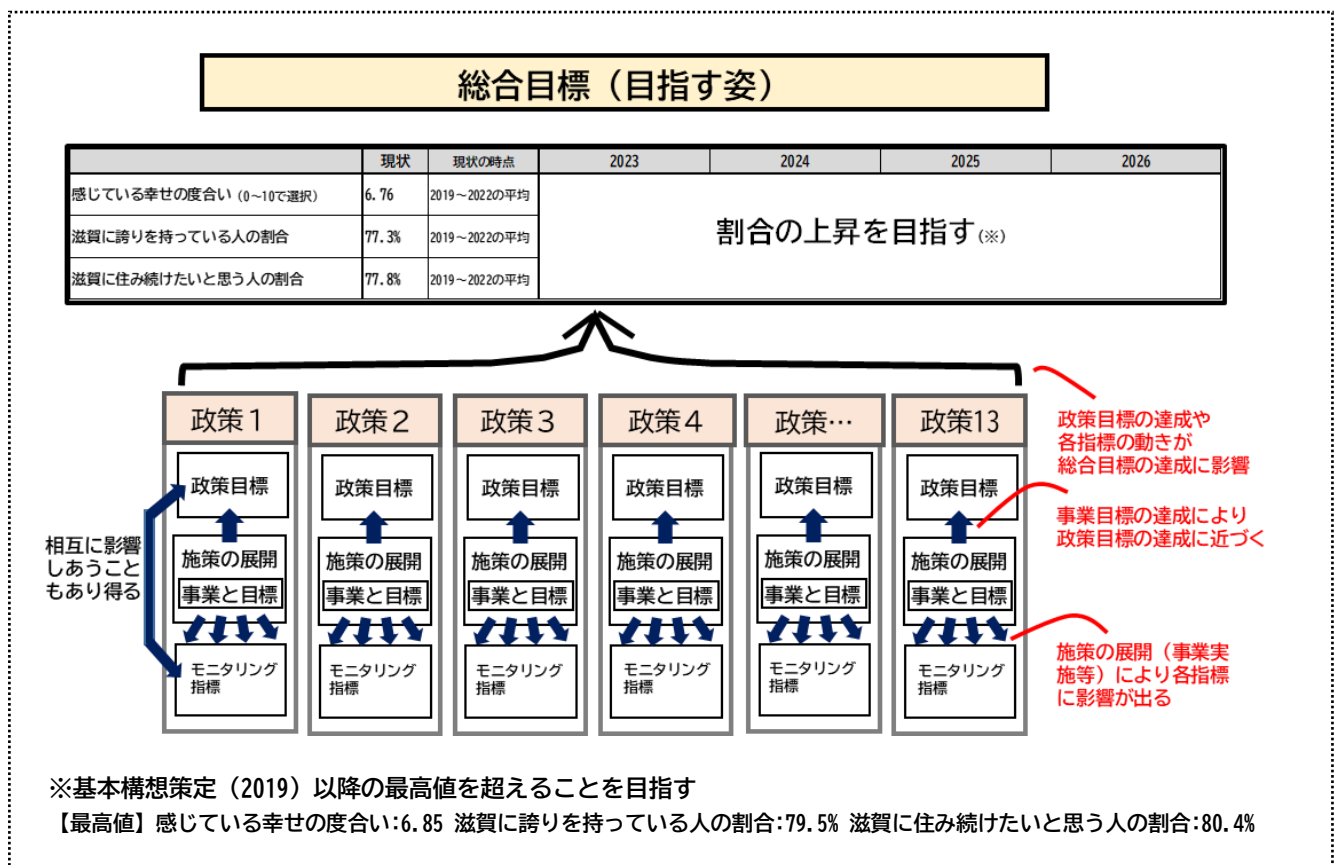 総合目標（目指す姿）
現状 現状の時点 2023 2024 2025 2026
感じている幸せの度合い（0～10で選択） 6.76 2019～2022の平均
滋賀に誇りを持っている人の割合 77.3% 2019～2022の平均
滋賀に住み続けたいと思う人の割合 77.8% 2019～2022の平均
割合の上昇を目指す(※)
政策１ 政策２ 政策３ 政策４ 政策… 政策13
政策目標 政策目標 政策目標 政策目標 政策目標 政策目標
施策の展開 施策の展開 施策の展開 施策の展開 施策の展開 施策の展開
事業と目標 事業と目標 事業と目標 事業と目標 事業と目標 事業と目標
モニタリング モニタリング モニタリング モニタリング モニタリング モニタリング
指標 指標 指標 指標 指標 指標
相互に影響
しあうこと
もあり得る
政策目標の達成や
各指標の動きが
総合目標の達成に影響
事業目標の達成により
政策目標の達成に近づく
施策の展開（事業実
施等）により各指標
に影響が出る
※基本構想策定（2019）以降の最高値を超えることを目指す
【最高値】感じている幸せの度合い:6.85 滋賀に誇りを持っている人の割合:79.5% 滋賀に住み続けたいと思う人の割合:80.4%